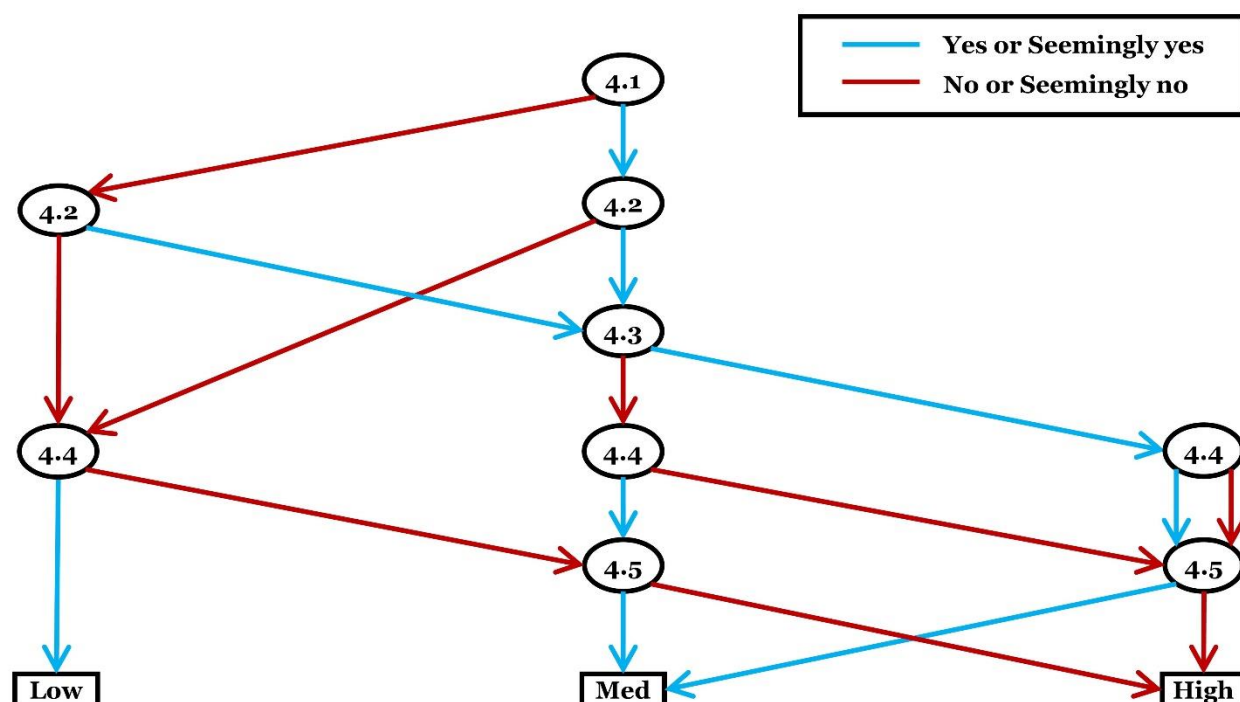 Yes or Seemingly yes
No or Seemingly no
4.1
4.2
4.2
4.3
4.4
4.4
4.4
4.5
4.5
Low
Med
High